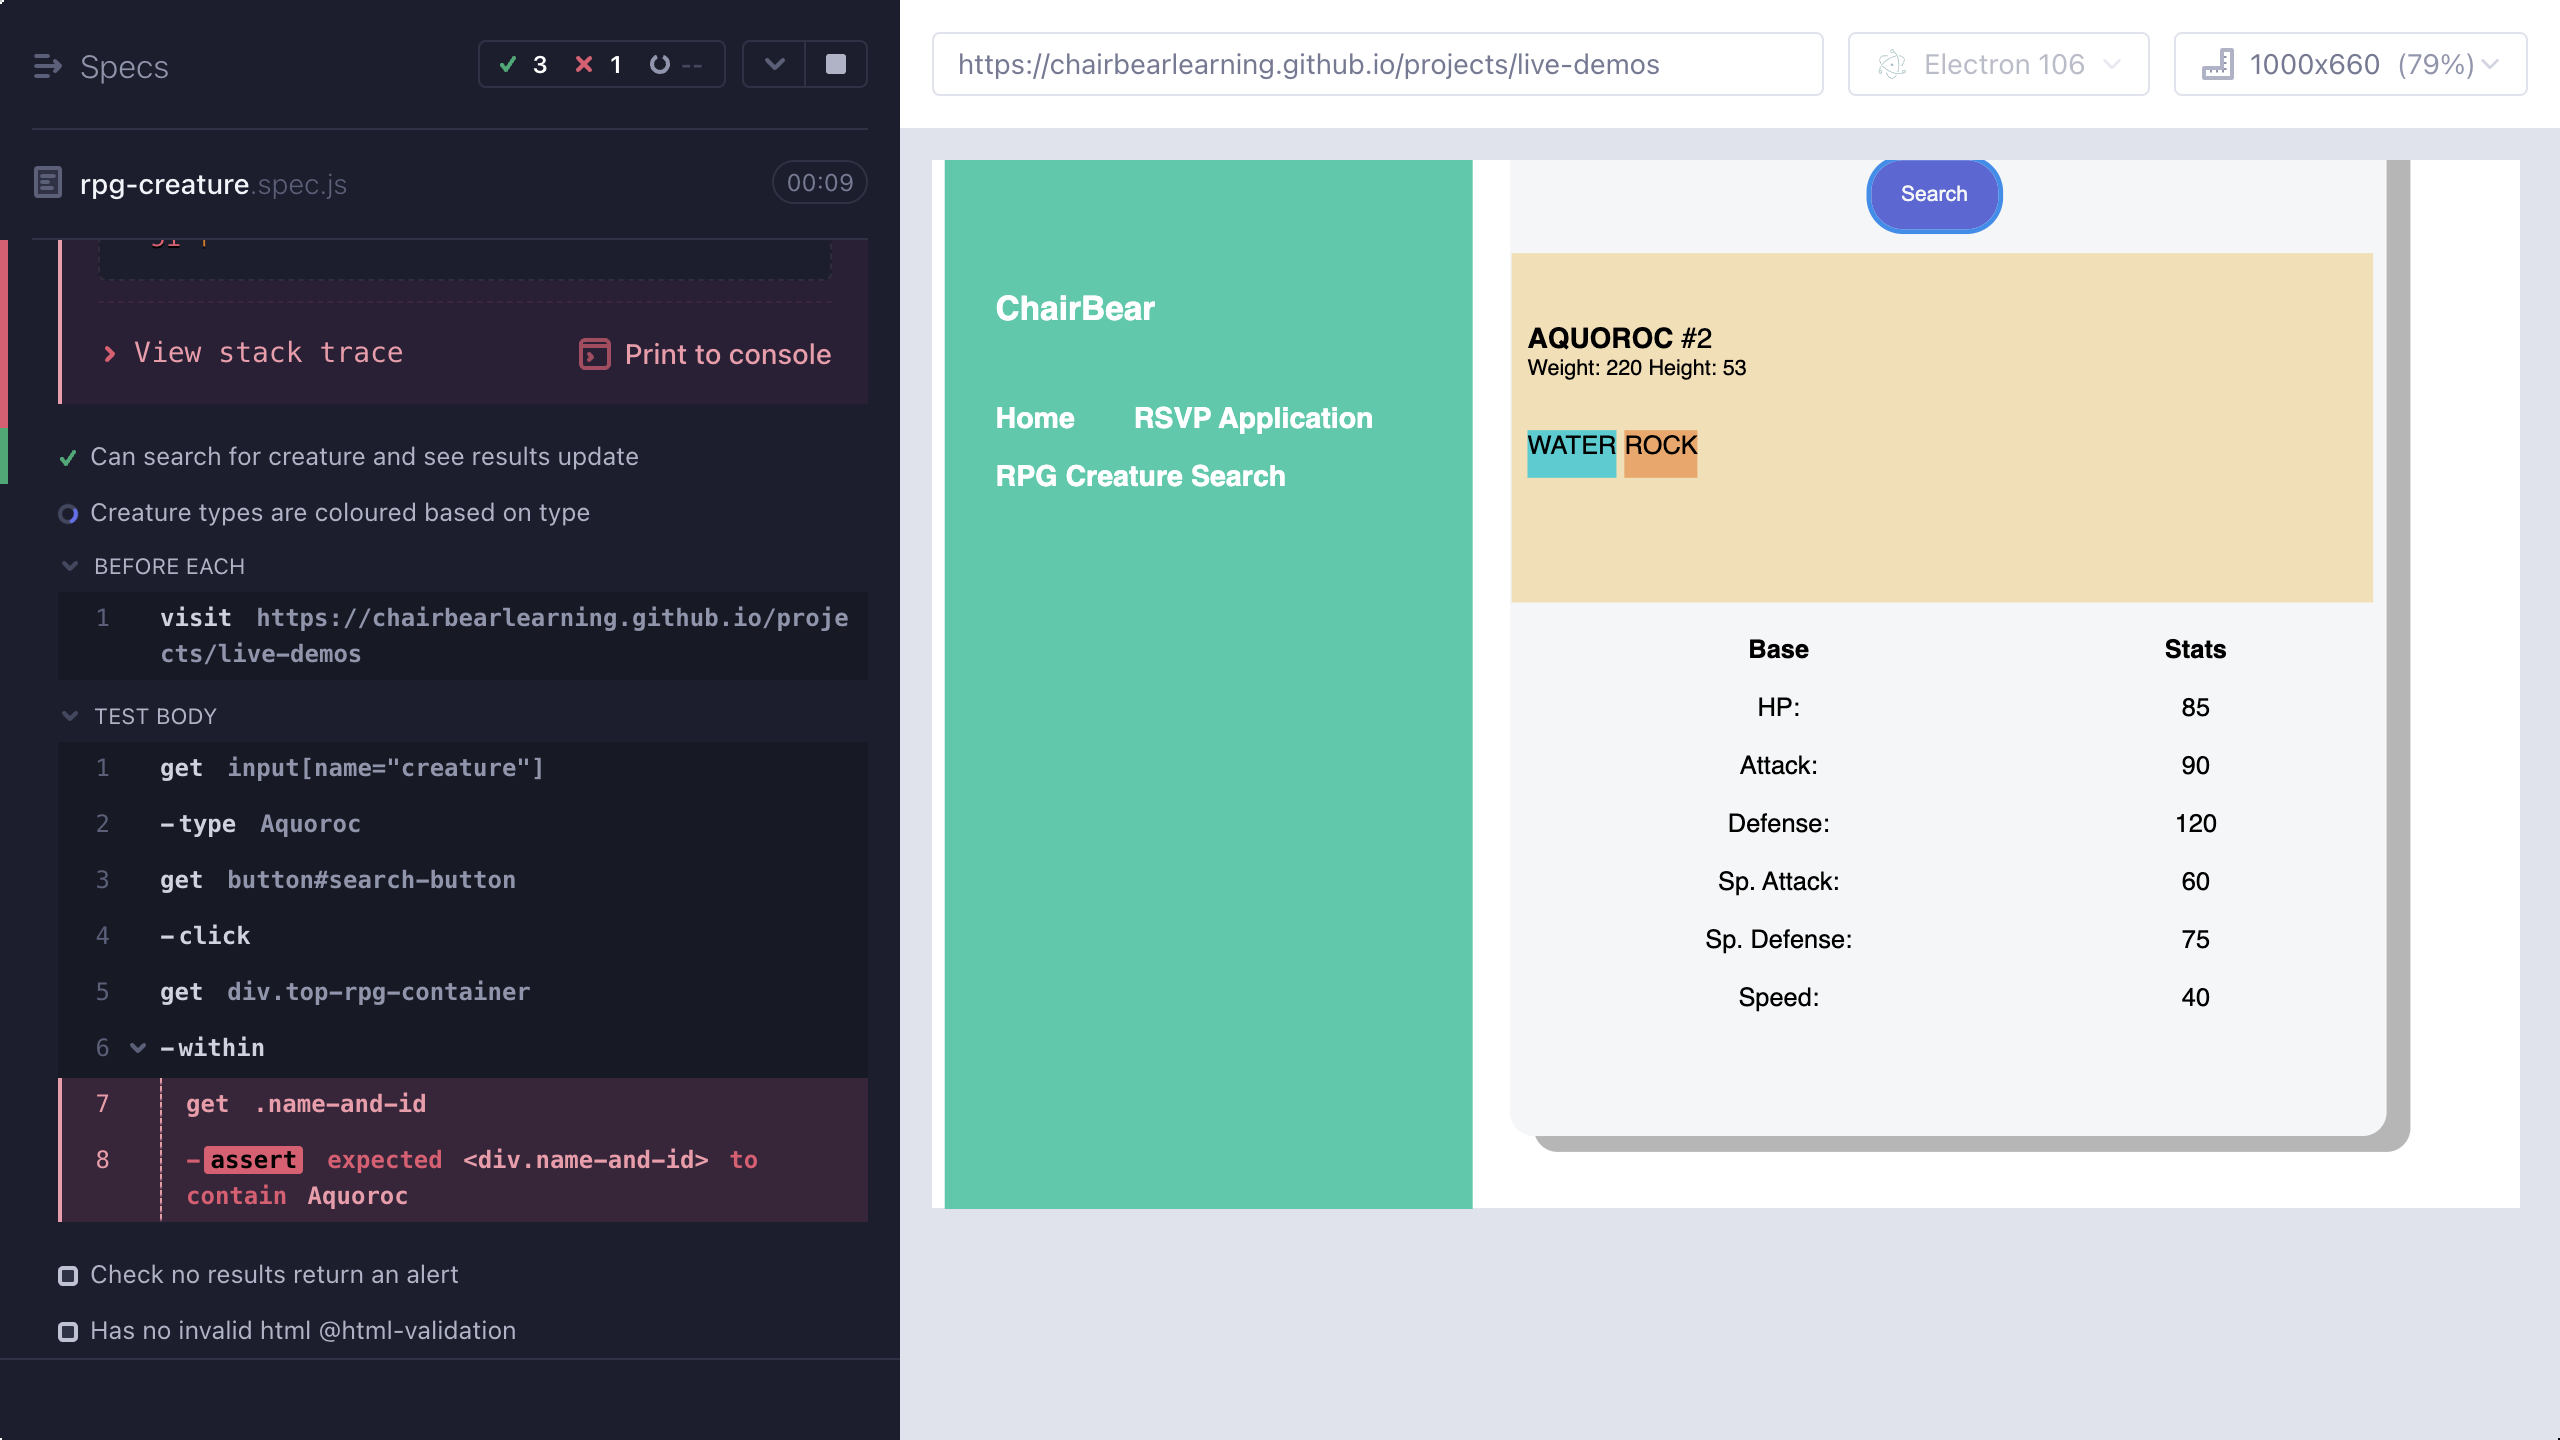 Specs
3 1 --
rpg-creature.spec.js
00:09
View stack trace
Print to console
Can search for creature and see results update
Creature types are coloured based on type
BEFORE EACH
1 visit https://chairbearlearning.github.io/proje
cts/live-demos
TEST BODY
1 get input[name="creature"]
2 -type Aquoroc
3 get button#search-button
4 -click
5 get div.top-rpg-container
6 -within
7 get .name-and-id
8 -assert expected <div.name-and-id> to
contain Aquoroc
Check no results return an alert
Has no invalid html @html-validation
https://chairbearlearning.github.io/projects/live-demos
Electron 106
1000x660 (79%)
ChairBear
Home RSVP Application
RPG Creature Search
Search
AQUOROC #2
Weight: 220 Height: 53
WATER ROCK
Base Stats
HP: 85
Attack: 90
Defense: 120
Sp. Attack: 60
Sp. Defense: 75
Speed: 40